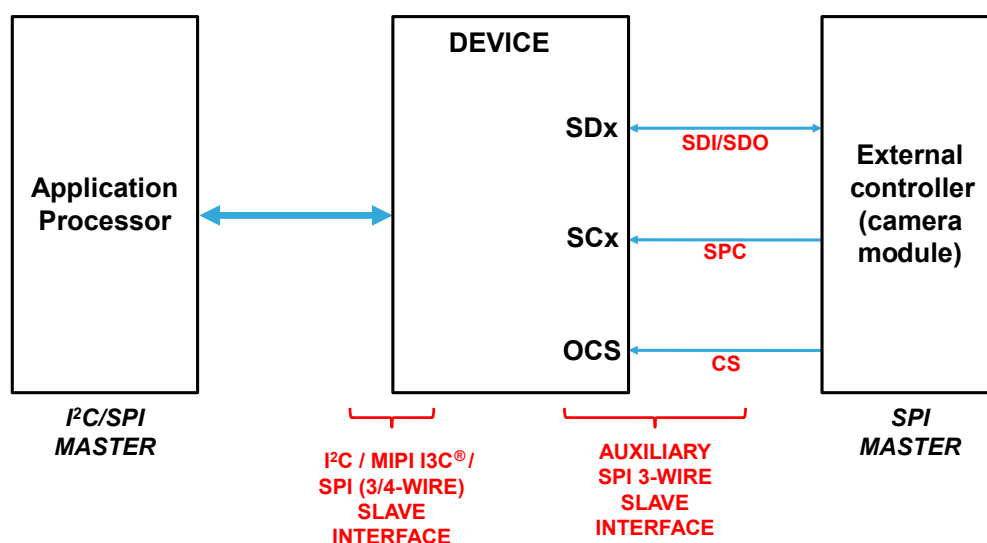 DEVICE
Application
Processor
SDx
SCx
OCS
SDI/SDO
SPC
CS
External
controller
(camera
module)
I²C/SPI
MASTER
I²C / MIPI I3C®/
SPI (3/4-WIRE)
SLAVE
INTERFACE
AUXILIARY
SPI 3-WIRE
SLAVE
INTERFACE
SPI
MASTER